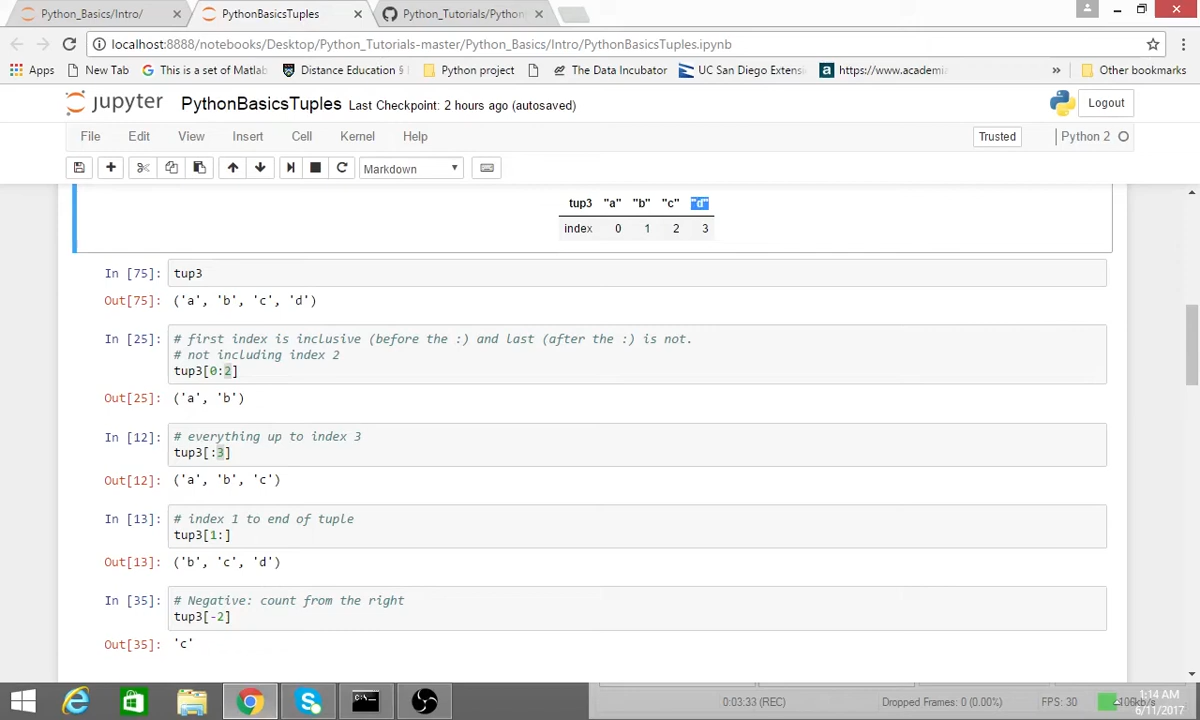 Python_Basics/Intro/
PythonBasicsTuples
Python_Tutorials/Python
localhost:8888/notebooks/Desktop/Python_Tutorials-master/Python_Basics/Intro/PythonBasicsTuples.ipynb
Apps New Tab This is a set of Matlab Distance Education § Python project The Data Incubator UC San Diego Extens https://www.academia » Other bookmarks
jupyter PythonBasicsTuples Last Checkpoint: 2 hours ago (autosaved) Logout
File Edit View Insert Cell Kernel Help Trusted Python 2
Markdown
tup3 "a" "b" "c" "d"
index 0 1 2 3
In [75]: tup3
Out[75]: ('a', 'b', 'c', 'd')
In [25]: # first index is inclusive (before the :) and last (after the :) is not.
# not including index 2
tup3[0:2]
Out[25]: ('a', 'b')
In [12]: # everything up to index 3
tup3[:3]
Out[12]: ('a', 'b', 'c')
In [13]: # index 1 to end of tuple
tup3[1:]
Out[13]: ('b', 'c', 'd')
In [35]: # Negative: count from the right
tup3[-2]
Out[35]: 'c'
0:03:33 (REC) Dropped Frames: 0 (0.00%) FPS: 30 106kb/s
1:14 AM
6/11/2017